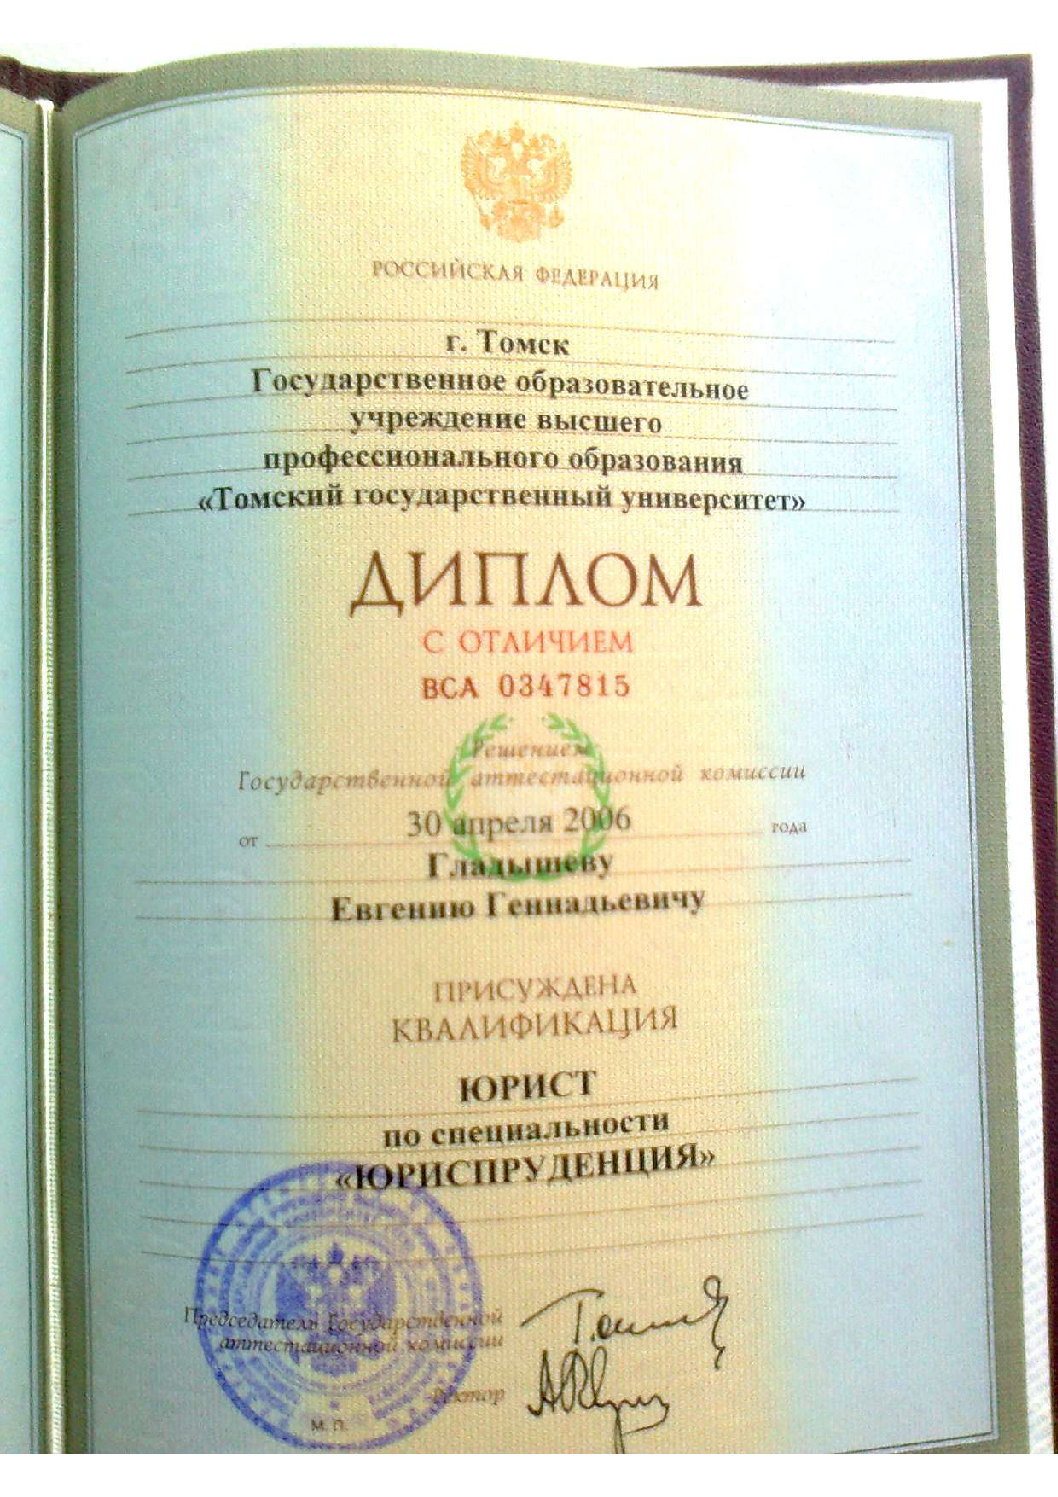 РОССИЙСКАЯ ФЕДЕРАЦИЯ
г. Томск
Государственное образовательное
учреждение высшего
профессионального образования
«Томский государственный университет»
ДИПЛОМ
С ОТЛИЧИЕМ
ВСА 0347815
Решением
Государственной аттестационной комиссии
от 30 апреля 2006 года
Гладышеву
Евгению Геннадьевичу
ПРИСУЖДЕНА
КВАЛИФИКАЦИЯ
ЮРИСТ
по специальности
«ЮРИСПРУДЕНЦИЯ»
Председатель Государственной
аттестационной комиссии
Ректор
М. П.